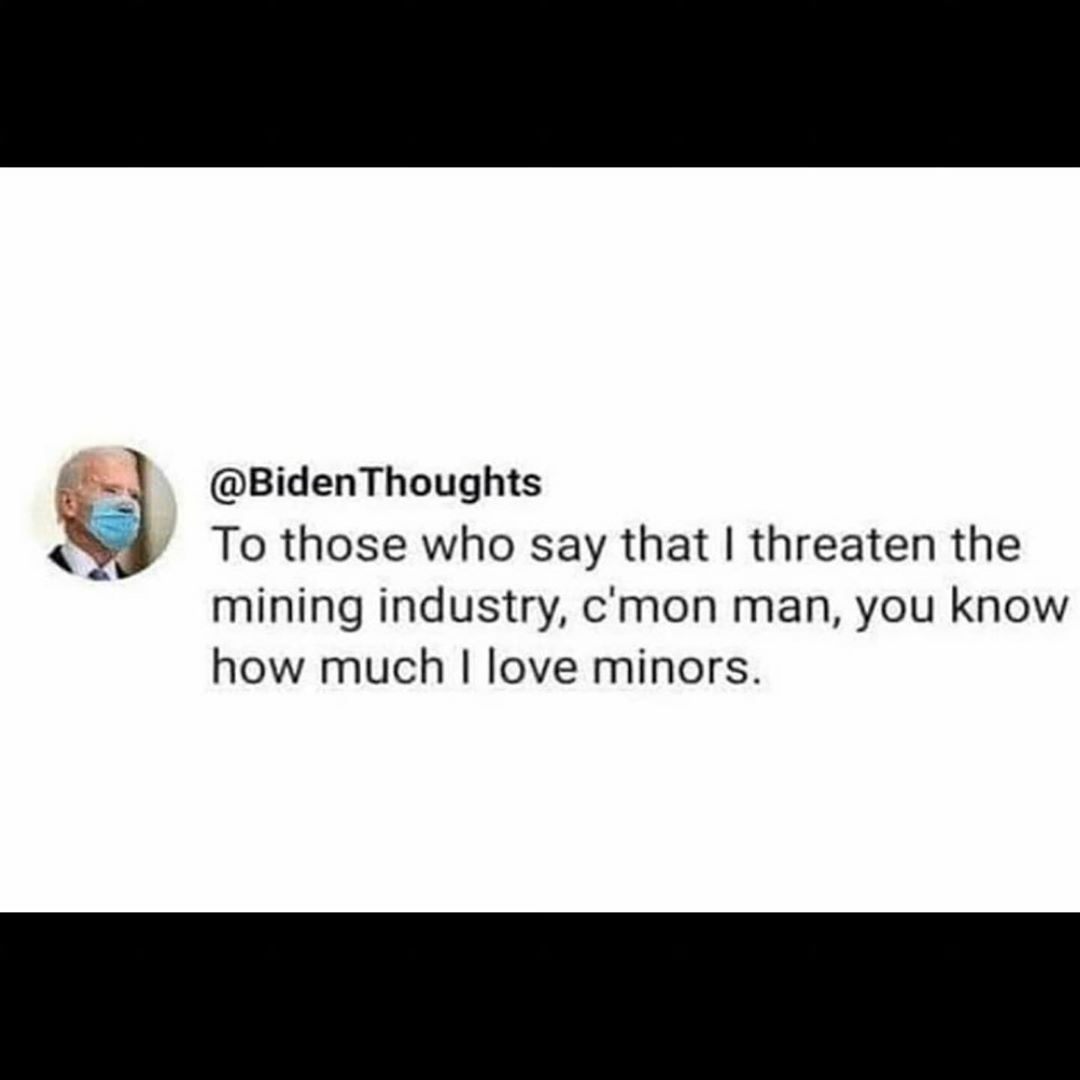 @BidenThoughts
To those who say that I threaten the
mining industry, c'mon man, you know
how much I love minors.